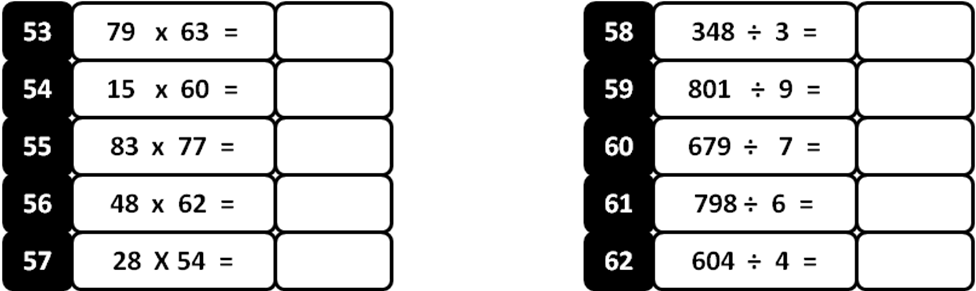 53 79 x 63 =
54 15 x 60 =
55 83 x 77 =
56 48 x 62 =
57 28 X 54 =
58 348 ÷ 3 =
59 801 ÷ 9 =
60 679 ÷ 7 =
61 798 ÷ 6 =
62 604 ÷ 4 =